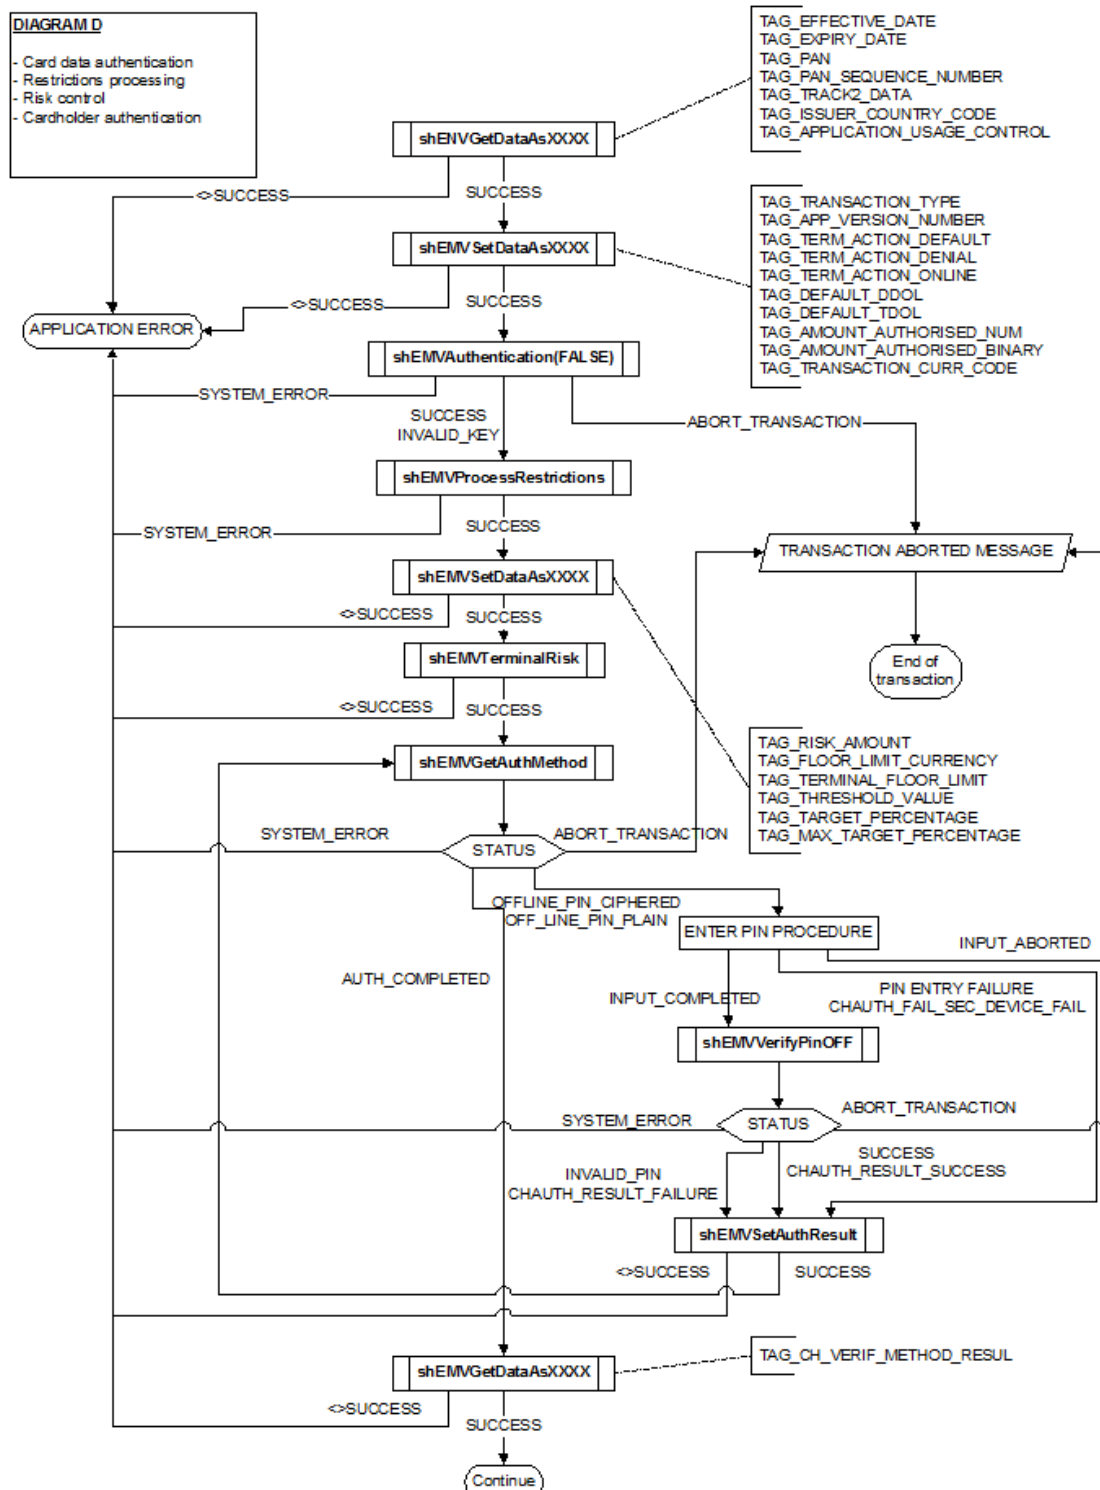 DIAGRAM D
- Card data authentication
- Restrictions processing
- Risk control
- Cardholder authentication
TAG_EFFECTIVE_DATE
TAG_EXPIRY_DATE
TAG_PAN
TAG_PAN_SEQUENCE_NUMBER
TAG_TRACK2_DATA
TAG_ISSUER_COUNTRY_CODE
TAG_APPLICATION_USAGE_CONTROL
shENVGetDataAsXXXX
<>SUCCESS
SUCCESS
TAG_TRANSACTION_TYPE
TAG_APP_VERSION_NUMBER
TAG_TERM_ACTION_DEFAULT
TAG_TERM_ACTION_DENIAL
TAG_TERM_ACTION_ONLINE
TAG_DEFAULT_DDOL
TAG_DEFAULT_TDOL
TAG_AMOUNT_AUTHORISED_NUM
TAG_AMOUNT_AUTHORISED_BINARY
TAG_TRANSACTION_CURR_CODE
shEMVSetDataAsXXXX
<>SUCCESS
SUCCESS
APPLICATION ERROR
shEMVAuthentication(FALSE)
SYSTEM_ERROR
SUCCESS
INVALID_KEY
ABORT_TRANSACTION
shEMVProcessRestrictions
SYSTEM_ERROR
SUCCESS
TRANSACTION ABORTED MESSAGE
shEMVSetDataAsXXXX
<>SUCCESS
SUCCESS
shEMVTerminalRisk
End of
transaction
<>SUCCESS
SUCCESS
TAG_RISK_AMOUNT
TAG_FLOOR_LIMIT_CURRENCY
TAG_TERMINAL_FLOOR_LIMIT
TAG_THRESHOLD_VALUE
TAG_TARGET_PERCENTAGE
TAG_MAX_TARGET_PERCENTAGE
shEMVGetAuthMethod
SYSTEM_ERROR
STATUS
ABORT_TRANSACTION
OFFLINE_PIN_CIPHERED
OFF_LINE_PIN_PLAIN
ENTER PIN PROCEDURE
INPUT_ABORTED
AUTH_COMPLETED
INPUT_COMPLETED
PIN ENTRY FAILURE
CHAUTH_FAIL_SEC_DEVICE_FAIL
shEMVVerifyPinOFF
SYSTEM_ERROR
STATUS
ABORT_TRANSACTION
INVALID_PIN
CHAUTH_RESULT_FAILURE
SUCCESS
CHAUTH_RESULT_SUCCESS
shEMVSetAuthResult
<>SUCCESS
SUCCESS
shEMVGetDataAsXXXX
TAG_CH_VERIF_METHOD_RESUL
<>SUCCESS
SUCCESS
Continue